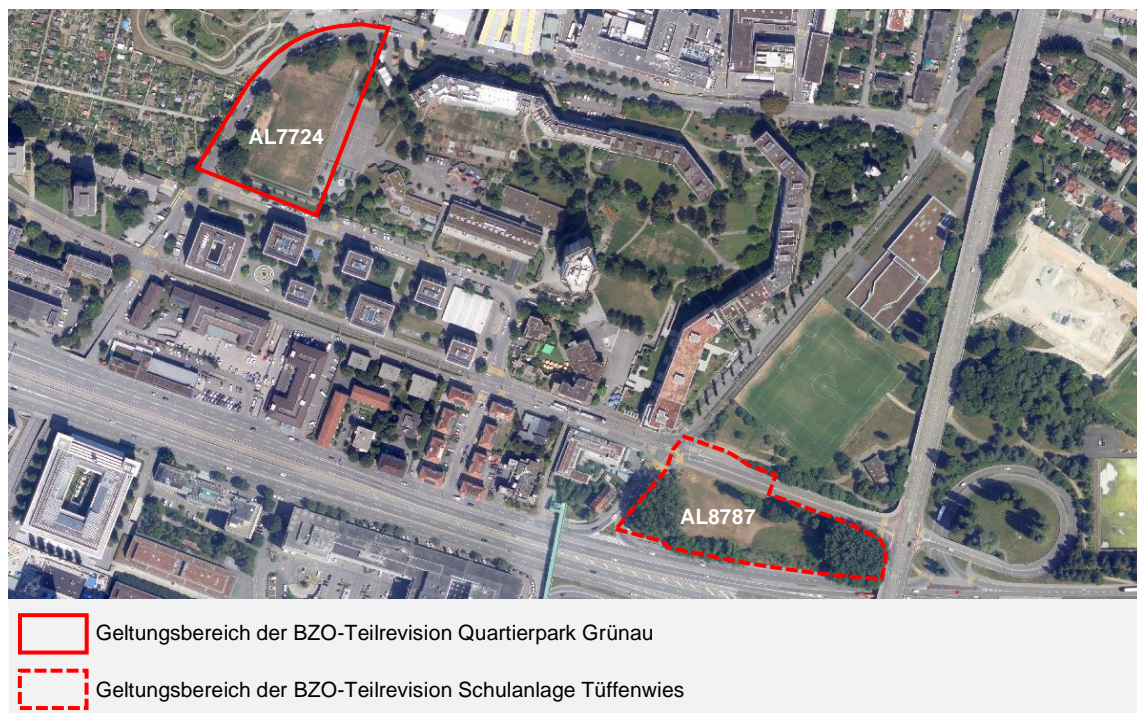 AL7724
AL8787
Geltungsbereich der BZO-Teilrevision Quartierpark Grünau
Geltungsbereich der BZO-Teilrevision Schulanlage Tüffenwies